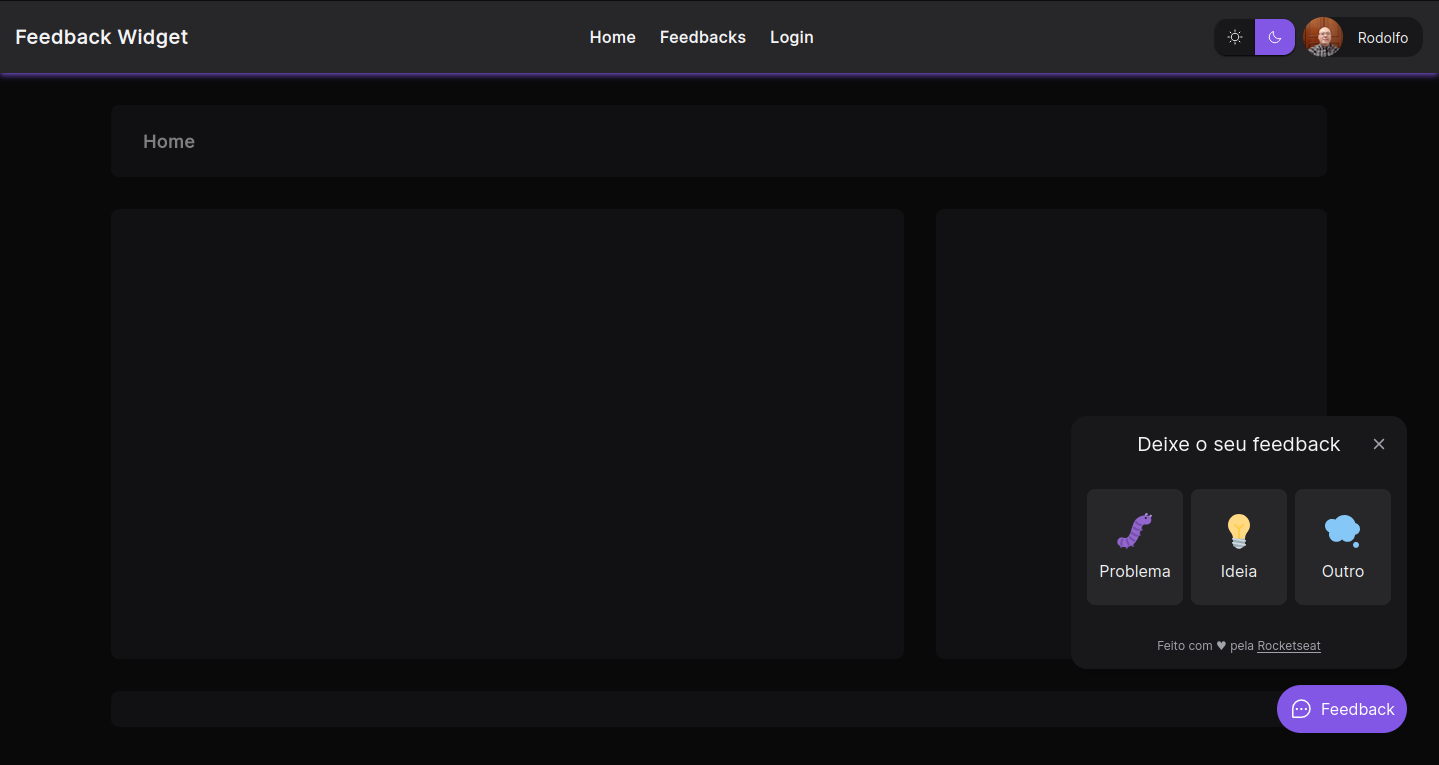 Feedback Widget
Home Feedbacks Login
Rodolfo
Home
Deixe o seu feedback
Problema Ideia Outro
Feito com ♥ pela Rocketseat
Feedback